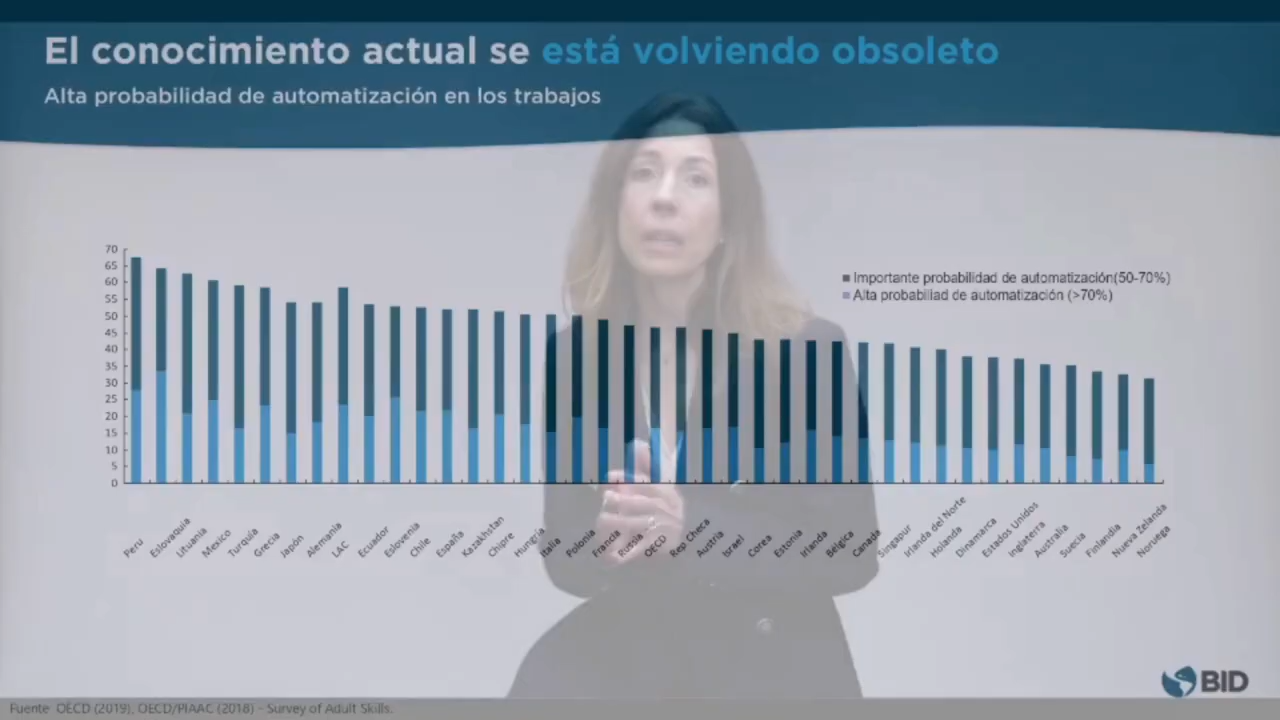 El conocimiento actual se está volviendo obsoleto
Alta probabilidad de automatización en los trabajos
70
65
60
55
50
45
40
35
30
25
20
15
10
5
0
Importante probabilidad de automatización(50-70%)
Alta probabiliad de automatización (>70%)
Peru
Eslovaquia
Lituania
Mexico
Turquía
Grecia
Japón
Alemania
LAC
Ecuador
Eslovenia
Chile
España
Kazakhstan
Chipre
Hungria
Italia
Polonia
Francia
Russia
OECD
Rep Checa
Austria
Israel
Corea
Estonia
Irlanda
Bélgica
Canada
Singapur
Irlanda del Norte
Holanda
Dinamarca
Estados Unidos
Inglaterra
Australia
Suecia
Finlandia
Nueva Zelanda
Noruega
BID
Fuente OECD (2019), OECD/PIAAC (2018) - Survey of Adult Skills.